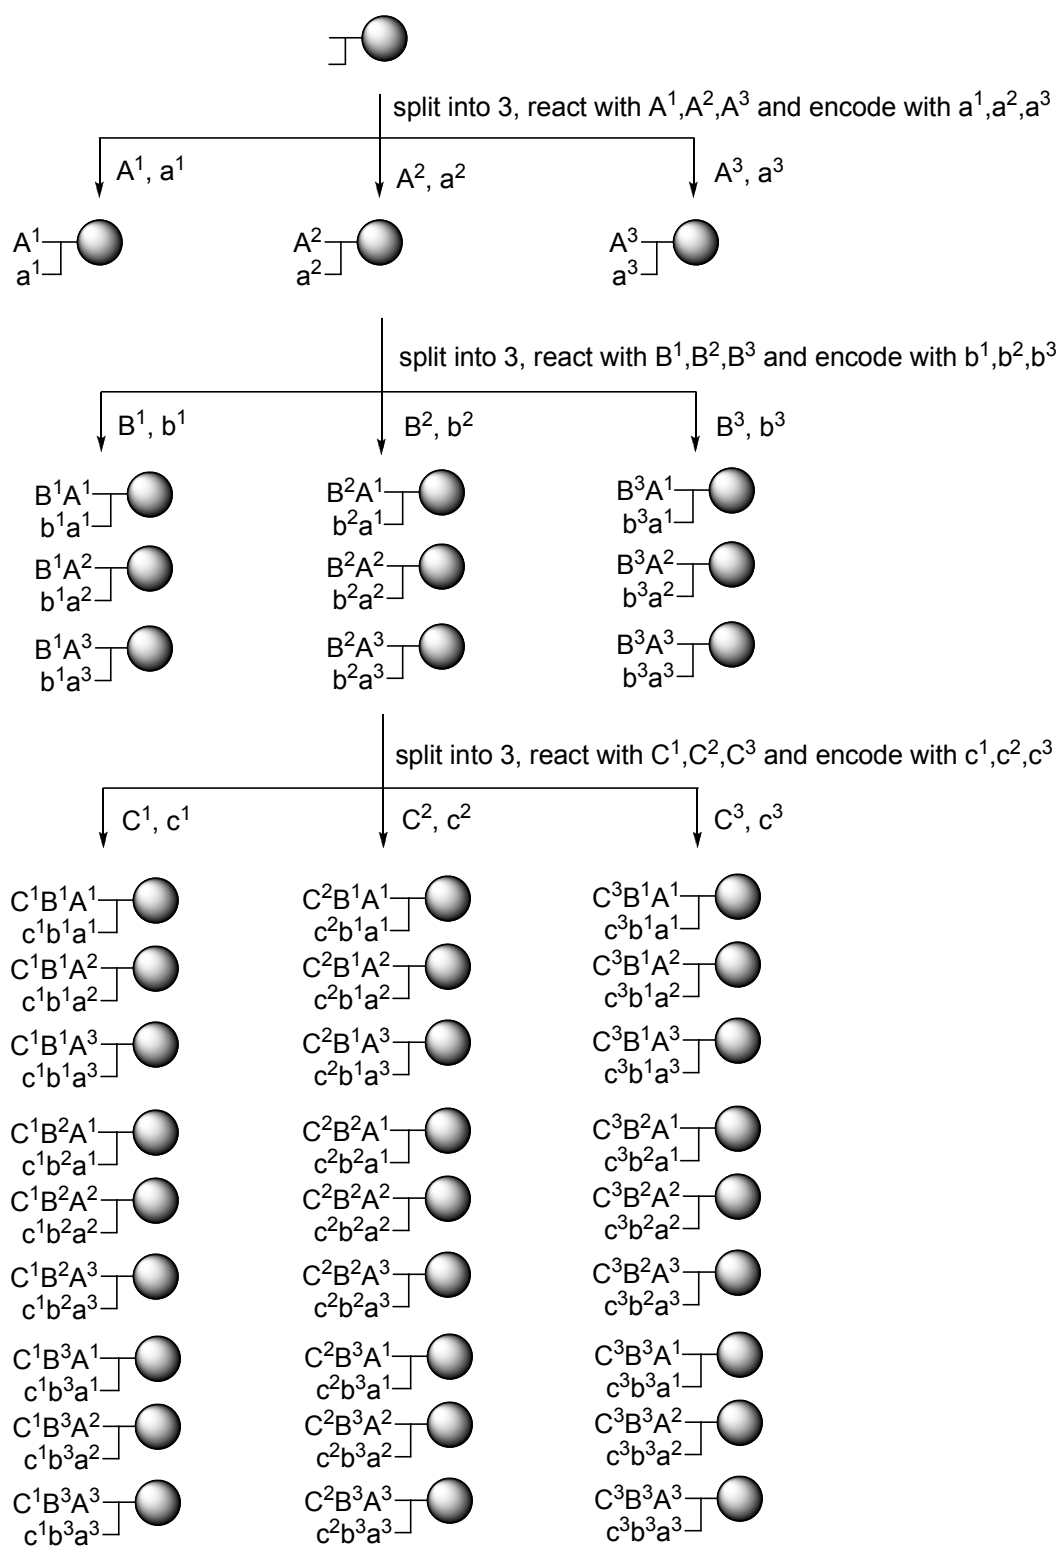 split into 3, react with A¹,A²,A³ and encode with a¹,a²,a³
A¹, a¹
A², a²
A³, a³
A¹
a¹
A²
a²
A³
a³
split into 3, react with B¹,B²,B³ and encode with b¹,b²,b³
B¹, b¹
B², b²
B³, b³
B¹A¹
b¹a¹
B²A¹
b²a¹
B³A¹
b³a¹
B¹A²
b¹a²
B²A²
b²a²
B³A²
b³a²
B¹A³
b¹a³
B²A³
b²a³
B³A³
b³a³
split into 3, react with C¹,C²,C³ and encode with c¹,c²,c³
C¹, c¹
C², c²
C³, c³
C¹B¹A¹
c¹b¹a¹
C²B¹A¹
c²b¹a¹
C³B¹A¹
c³b¹a¹
C¹B¹A²
c¹b¹a²
C²B¹A²
c²b¹a²
C³B¹A²
c³b¹a²
C¹B¹A³
c¹b¹a³
C²B¹A³
c²b¹a³
C³B¹A³
c³b¹a³
C¹B²A¹
c¹b²a¹
C²B²A¹
c²b²a¹
C³B²A¹
c³b²a¹
C¹B²A²
c¹b²a²
C²B²A²
c²b²a²
C³B²A²
c³b²a²
C¹B²A³
c¹b²a³
C²B²A³
c²b²a³
C³B²A³
c³b²a³
C¹B³A¹
c¹b³a¹
C²B³A¹
c²b³a¹
C³B³A¹
c³b³a¹
C¹B³A²
c¹b³a²
C²B³A²
c²b³a²
C³B³A²
c³b³a²
C¹B³A³
c¹b³a³
C²B³A³
c²b³a³
C³B³A³
c³b³a³